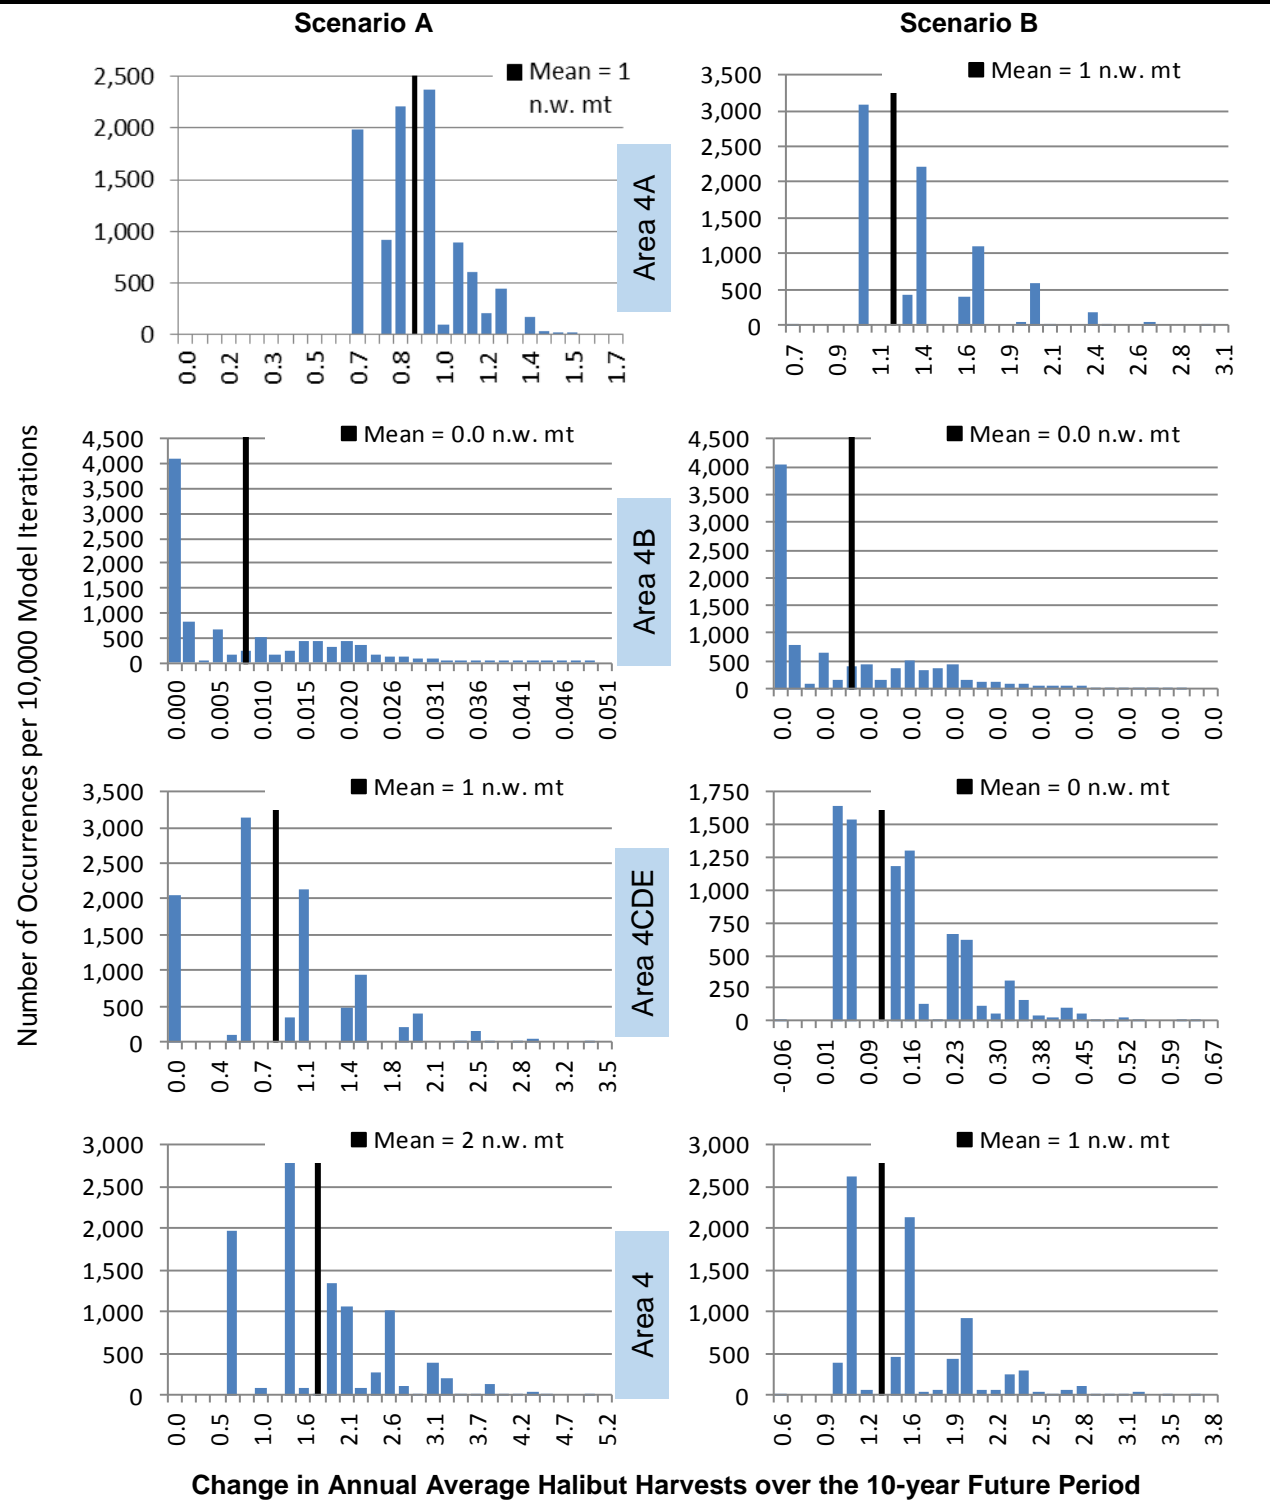 Scenario A
Scenario B
Number of Occurrences per 10,000 Model Iterations
Mean = 1
n.w. mt
2,500
2,000
1,500
1,000
500
0
0.0 0.2 0.3 0.5 0.7 0.8 1.0 1.2 1.4 1.5 1.7
Area 4A
Mean = 1 n.w. mt
3,500
3,000
2,500
2,000
1,500
1,000
500
0
0.7 0.9 1.1 1.4 1.6 1.9 2.1 2.4 2.6 2.8 3.1
Mean = 0.0 n.w. mt
4,500
4,000
3,500
3,000
2,500
2,000
1,500
1,000
500
0
0.000 0.005 0.010 0.015 0.020 0.026 0.031 0.036 0.041 0.046 0.051
Area 4B
Mean = 0.0 n.w. mt
4,500
4,000
3,500
3,000
2,500
2,000
1,500
1,000
500
0
0.0 0.0 0.0 0.0 0.0 0.0 0.0 0.0 0.0 0.0 0.0
Mean = 1 n.w. mt
3,500
3,000
2,500
2,000
1,500
1,000
500
0
0.0 0.4 0.7 1.1 1.4 1.8 2.1 2.5 2.8 3.2 3.5
Area 4CDE
Mean = 0 n.w. mt
1,750
1,500
1,250
1,000
750
500
250
0
-0.06 0.01 0.09 0.16 0.23 0.30 0.38 0.45 0.52 0.59 0.67
Mean = 2 n.w. mt
3,000
2,500
2,000
1,500
1,000
500
0
0.0 0.5 1.0 1.6 2.1 2.6 3.1 3.7 4.2 4.7 5.2
Area 4
Mean = 1 n.w. mt
3,000
2,500
2,000
1,500
1,000
500
0
0.6 0.9 1.2 1.6 1.9 2.2 2.5 2.8 3.1 3.5 3.8
Change in Annual Average Halibut Harvests over the 10-year Future Period